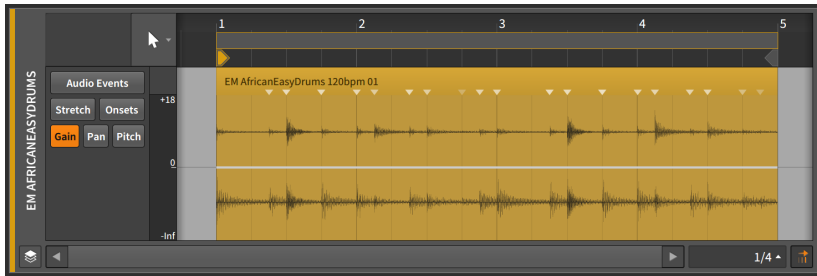 1 2 3 4 5
EM AFRICANEASYDRUMS
Audio Events
Stretch Onsets
Gain Pan Pitch
EM AfricanEasyDrums 120bpm 01
+18
0
-Inf
1/4